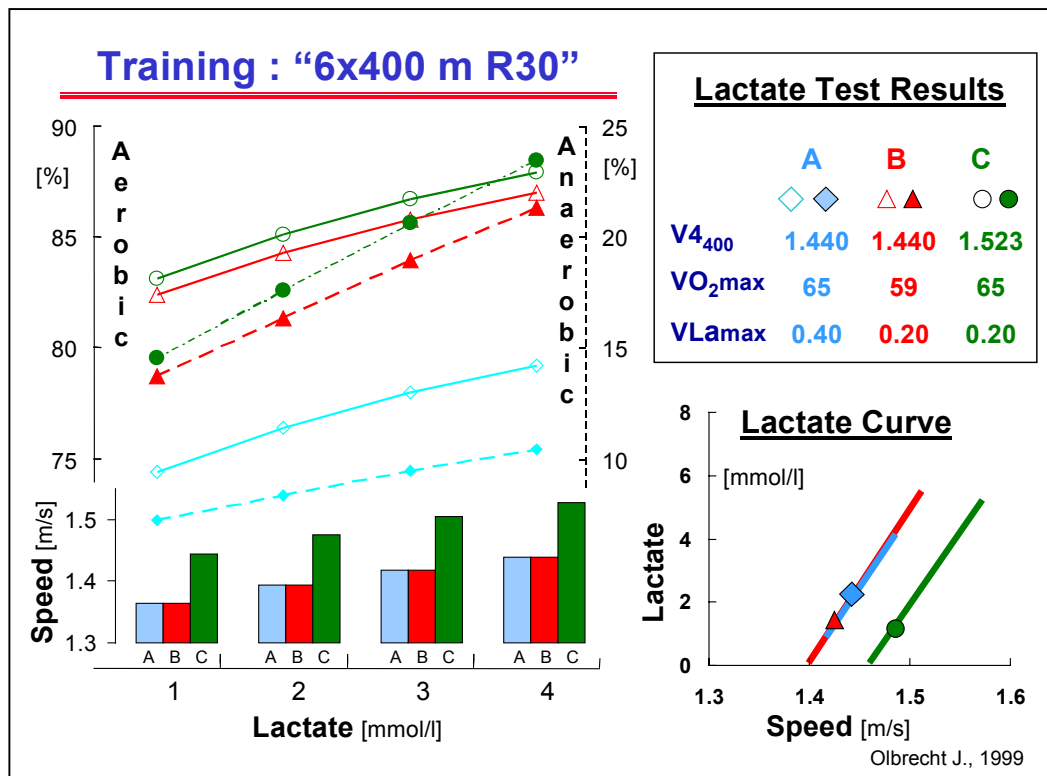 Training : “6x400 m R30”
90
[%]
85
80
75
Aerobic
Anaerobic
25
[%]
20
15
10
Speed [m/s]
1.5
1.4
1.3
A B C A B C A B C A B C
1 2 3 4
Lactate [mmol/l]
Lactate Test Results
A B C
V4400 1.440 1.440 1.523
VO2max 65 59 65
VLamax 0.40 0.20 0.20
Lactate Curve
[mmol/l]
Lactate
8
6
4
2
0
1.3 1.4 1.5 1.6
Speed [m/s]
Olbrecht J., 1999